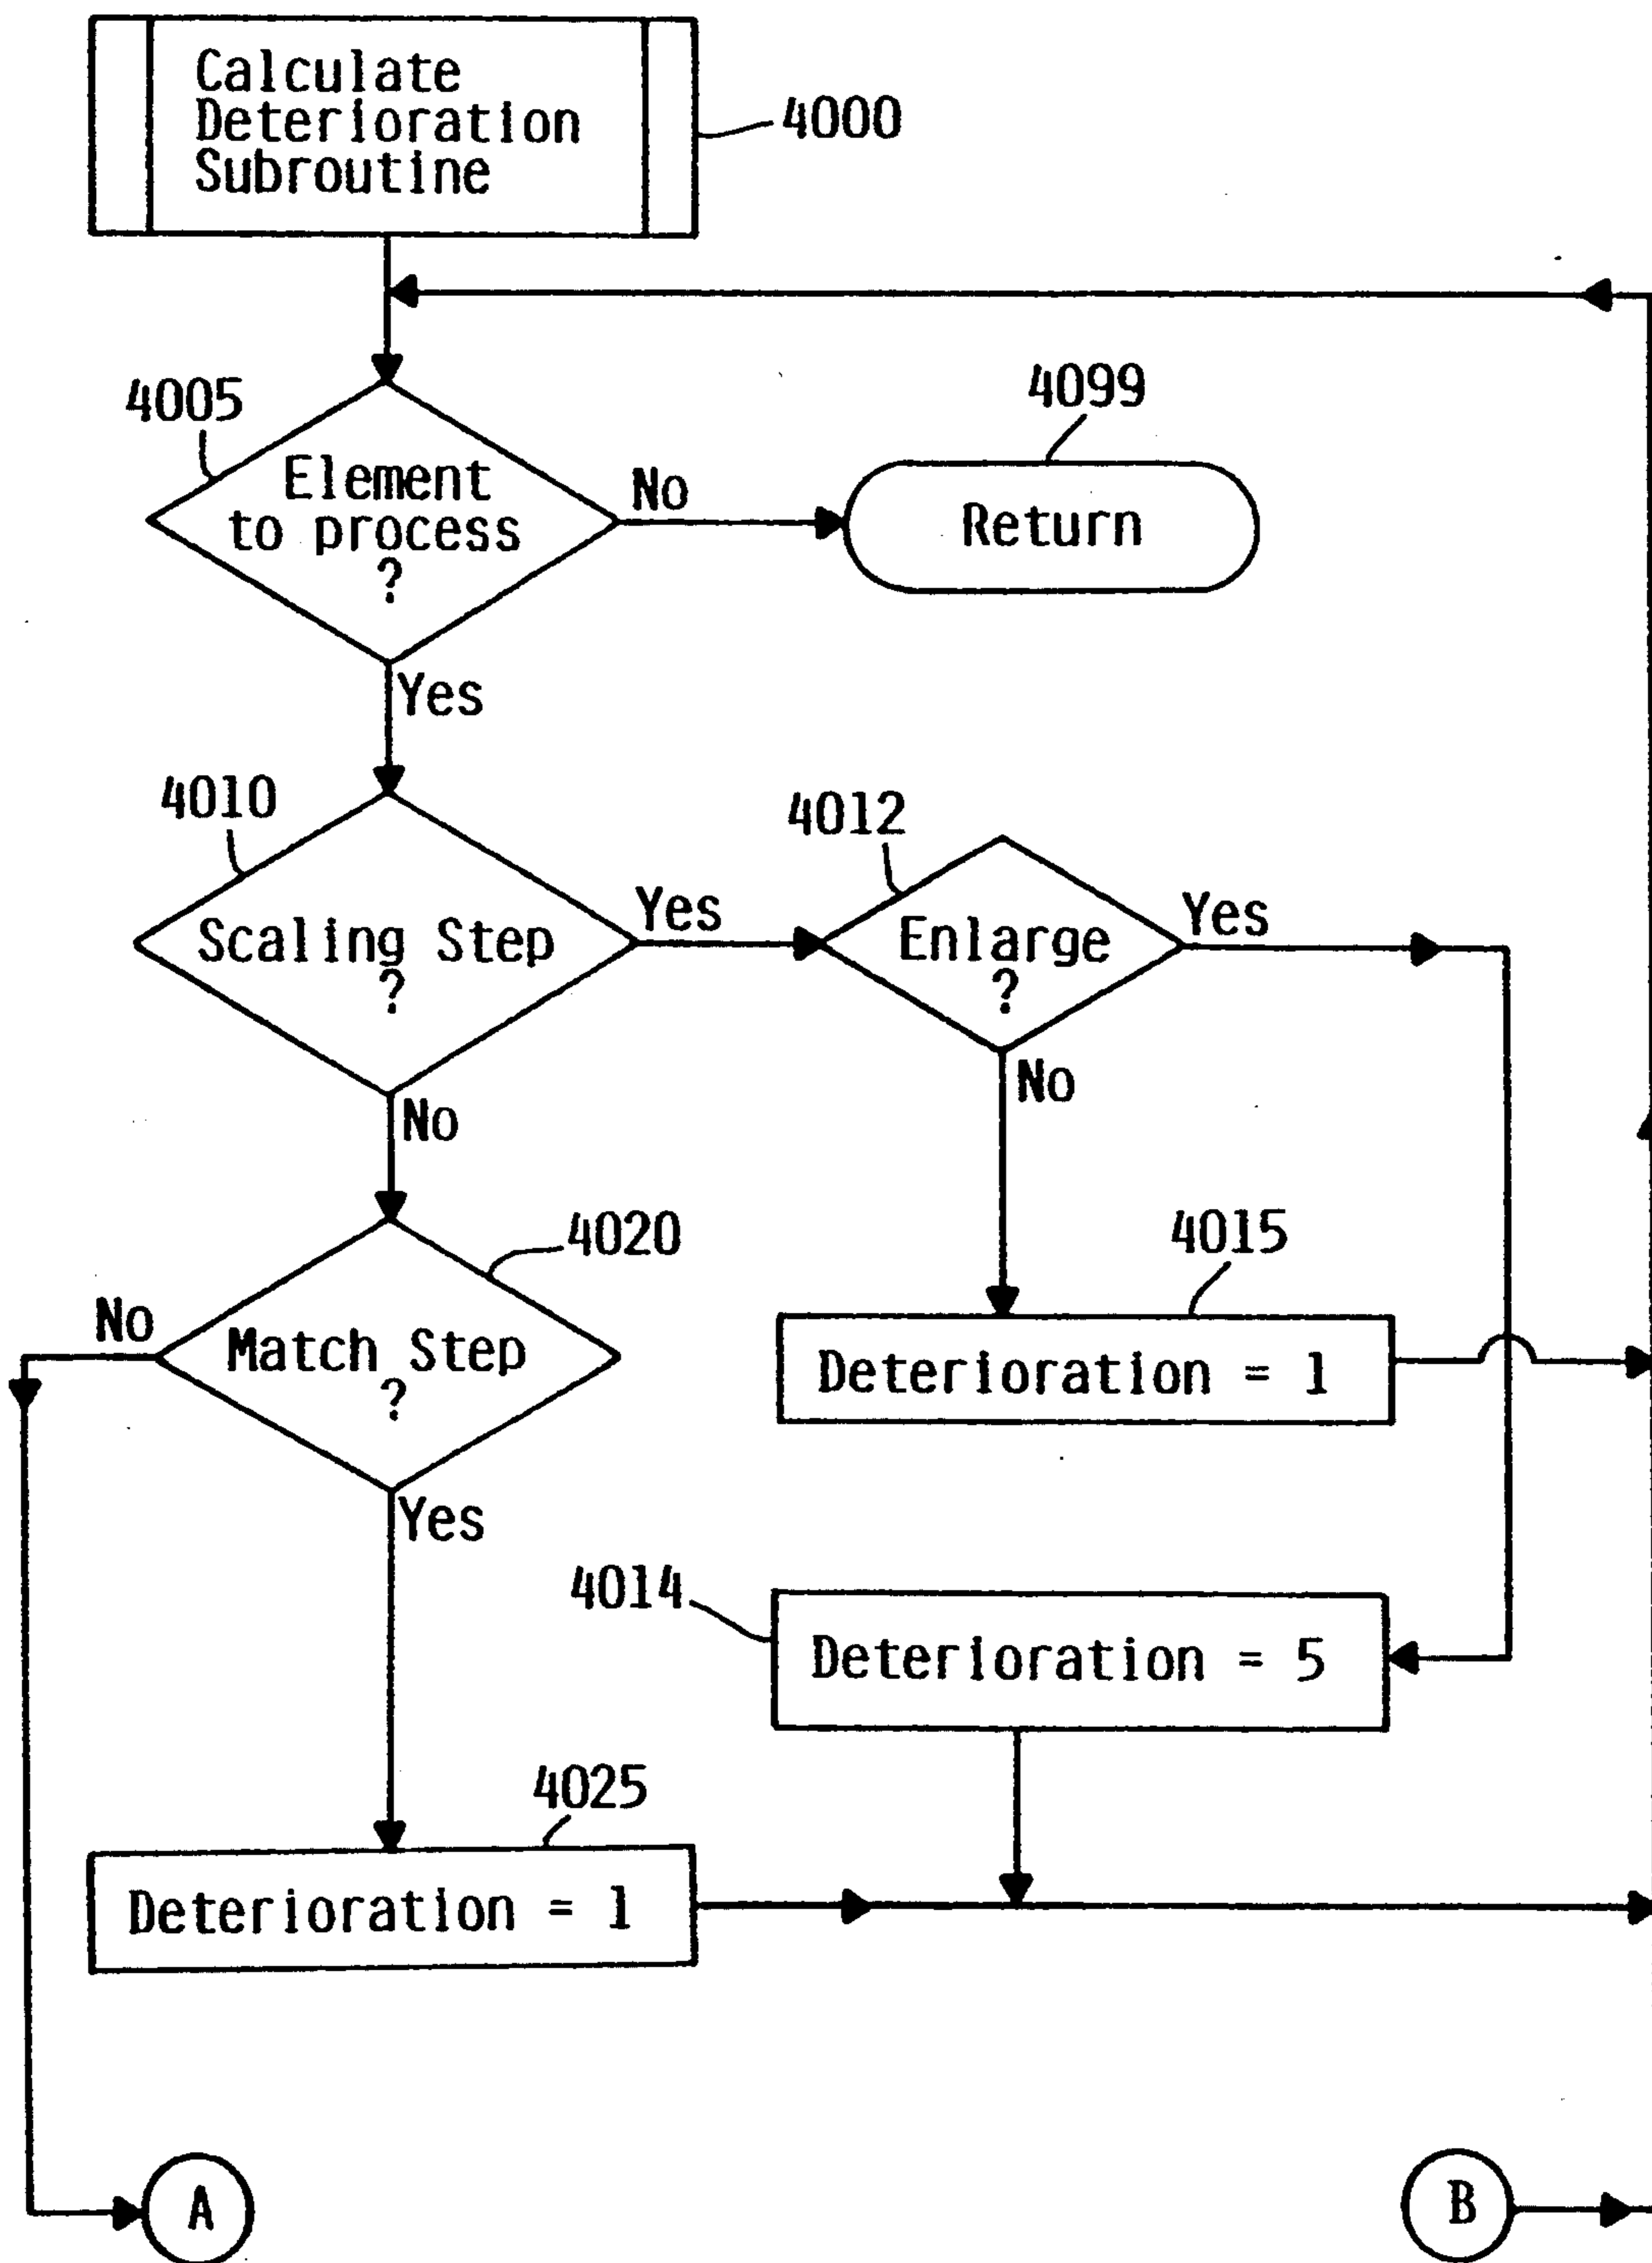 Calculate
Deterioration
Subroutine
4000
4005
Element
to process
?
No
4099
Return
Yes
4010
Scaling Step
?
Yes
4012
Enlarge
?
Yes
No
No
4020
Match Step
?
No
4015
Deterioration = 1
Yes
4014
Deterioration = 5
4025
Deterioration = 1
A
B